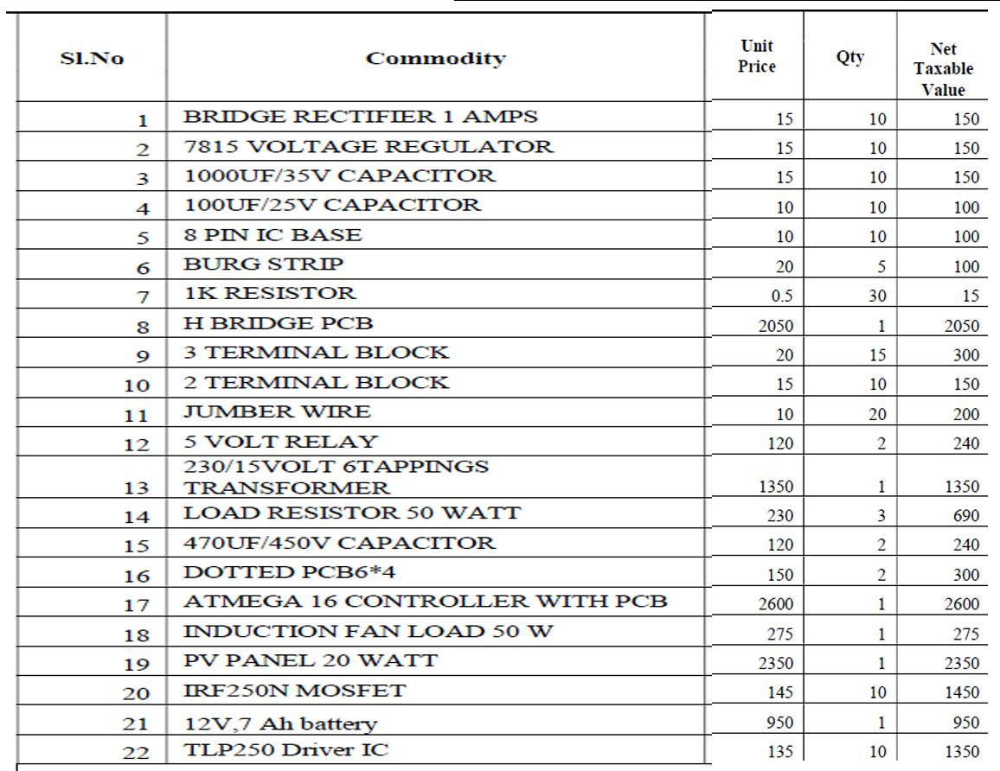 Sl.No Commodity Unit Price Qty Net Taxable Value
1 BRIDGE RECTIFIER 1 AMPS 15 10 150
2 7815 VOLTAGE REGULATOR 15 10 150
3 1000UF/35V CAPACITOR 15 10 150
4 100UF/25V CAPACITOR 10 10 100
5 8 PIN IC BASE 10 10 100
6 BURG STRIP 20 5 100
7 1K RESISTOR 0.5 30 15
8 H BRIDGE PCB 2050 1 2050
9 3 TERMINAL BLOCK 20 15 300
10 2 TERMINAL BLOCK 15 10 150
11 JUMBER WIRE 10 20 200
12 5 VOLT RELAY 120 2 240
230/15VOLT 6TAPPINGS
13 TRANSFORMER 1350 1 1350
14 LOAD RESISTOR 50 WATT 230 3 690
15 470UF/450V CAPACITOR 120 2 240
16 DOTTED PCB6*4 150 2 300
17 ATMEGA 16 CONTROLLER WITH PCB 2600 1 2600
18 INDUCTION FAN LOAD 50 W 275 1 275
19 PV PANEL 20 WATT 2350 1 2350
20 IRF250N MOSFET 145 10 1450
21 12V,7 Ah battery 950 1 950
22 TLP250 Driver IC 135 10 1350